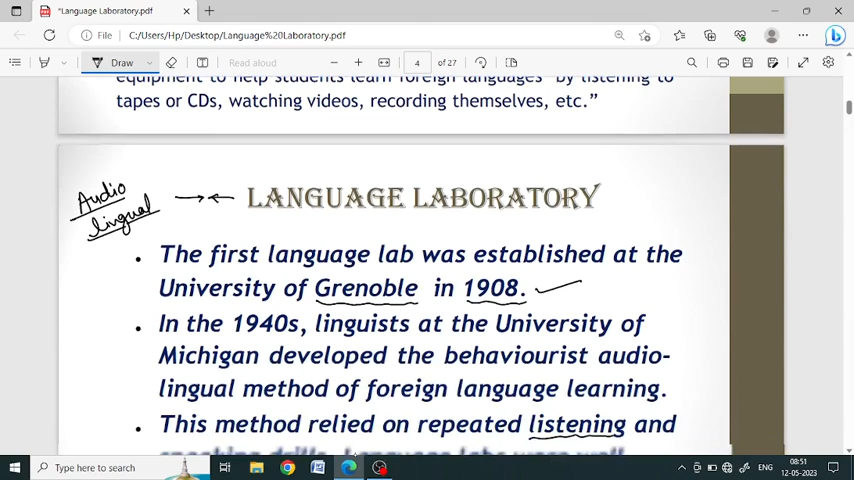 *Language Laboratory.pdf
File
C:/Users/Hp/Desktop/Language%20Laboratory.pdf
Draw
Read aloud
4 of 27
equipment to help students learn foreign languages by listening to
tapes or CDs, watching videos, recording themselves, etc.”
Audio
lingual
LANGUAGE LABORATORY
• The first language lab was established at the
University of Grenoble in 1908.
• In the 1940s, linguists at the University of
Michigan developed the behaviourist audio-
lingual method of foreign language learning.
• This method relied on repeated listening and
Type here to search
ENG
08:51
12-05-2023